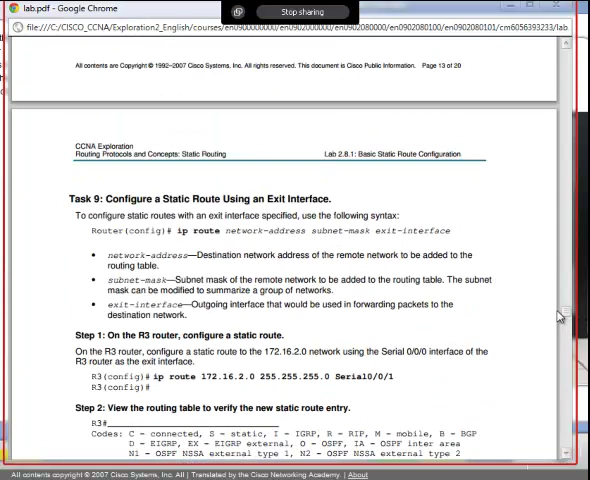 lab.pdf - Google Chrome
Stop sharing
file:///C:/CISCO_CCNA/Exploration2_English/courses/en0900000000/en0902000000/en0902080000/en0902080100/en0902080101/cm6056393233/lab
All contents are Copyright © 1992–2007 Cisco Systems, Inc. All rights reserved. This document is Cisco Public Information. Page 13 of 20
CCNA Exploration
Routing Protocols and Concepts: Static Routing Lab 2.8.1: Basic Static Route Configuration
Task 9: Configure a Static Route Using an Exit Interface.
To configure static routes with an exit interface specified, use the following syntax:
Router(config)# ip route network-address subnet-mask exit-interface
• network-address—Destination network address of the remote network to be added to the
routing table.
• subnet-mask—Subnet mask of the remote network to be added to the routing table. The subnet
mask can be modified to summarize a group of networks.
• exit-interface—Outgoing interface that would be used in forwarding packets to the
destination network.
Step 1: On the R3 router, configure a static route.
On the R3 router, configure a static route to the 172.16.2.0 network using the Serial 0/0/0 interface of the
R3 router as the exit interface.
R3(config)# ip route 172.16.2.0 255.255.255.0 Serial0/0/1
R3(config)#
Step 2: View the routing table to verify the new static route entry.
R3#
Codes: C - connected, S - static, I - IGRP, R - RIP, M - mobile, B - BGP
D - EIGRP, EX - EIGRP external, O - OSPF, IA - OSPF inter area
N1 - OSPF NSSA external type 1, N2 - OSPF NSSA external type 2
All contents copyright © 2007 Cisco Systems, Inc. All | Translated by the Cisco Networking Academy. | About